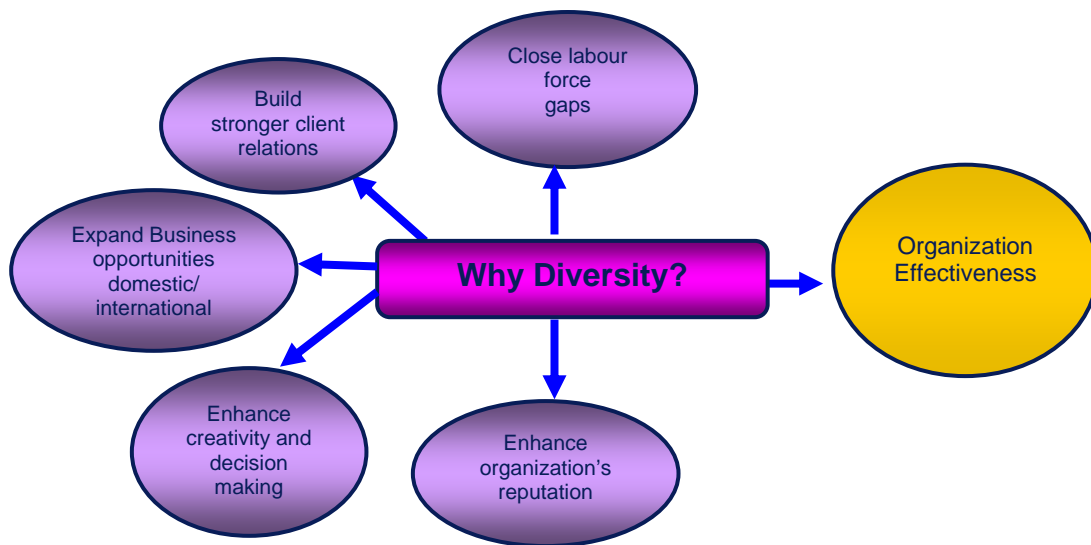 Close labour
force
gaps
Build
stronger client
relations
Expand Business
opportunities
domestic/
international
Why Diversity?
Organization
Effectiveness
Enhance
creativity and
decision
making
Enhance
organization’s
reputation